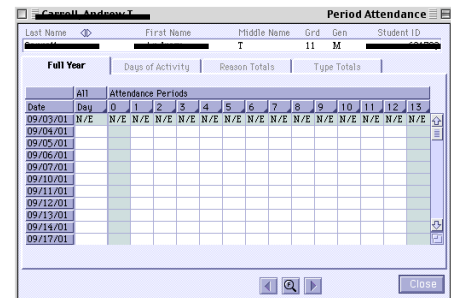 Period Attendance
Last Name First Name Middle Name Grd Gen Student ID
T 11 M
Full Year Days of Activity Reason Totals Type Totals
All Attendance Periods
Date Day 0 1 2 3 4 5 6 7 8 9 10 11 12 13
09/03/01 N/E N/E N/E N/E N/E N/E N/E N/E N/E N/E N/E N/E N/E N/E N/E
09/04/01
09/05/01
09/06/01
09/07/01
09/10/01
09/11/01
09/12/01
09/13/01
09/14/01
09/17/01
Close